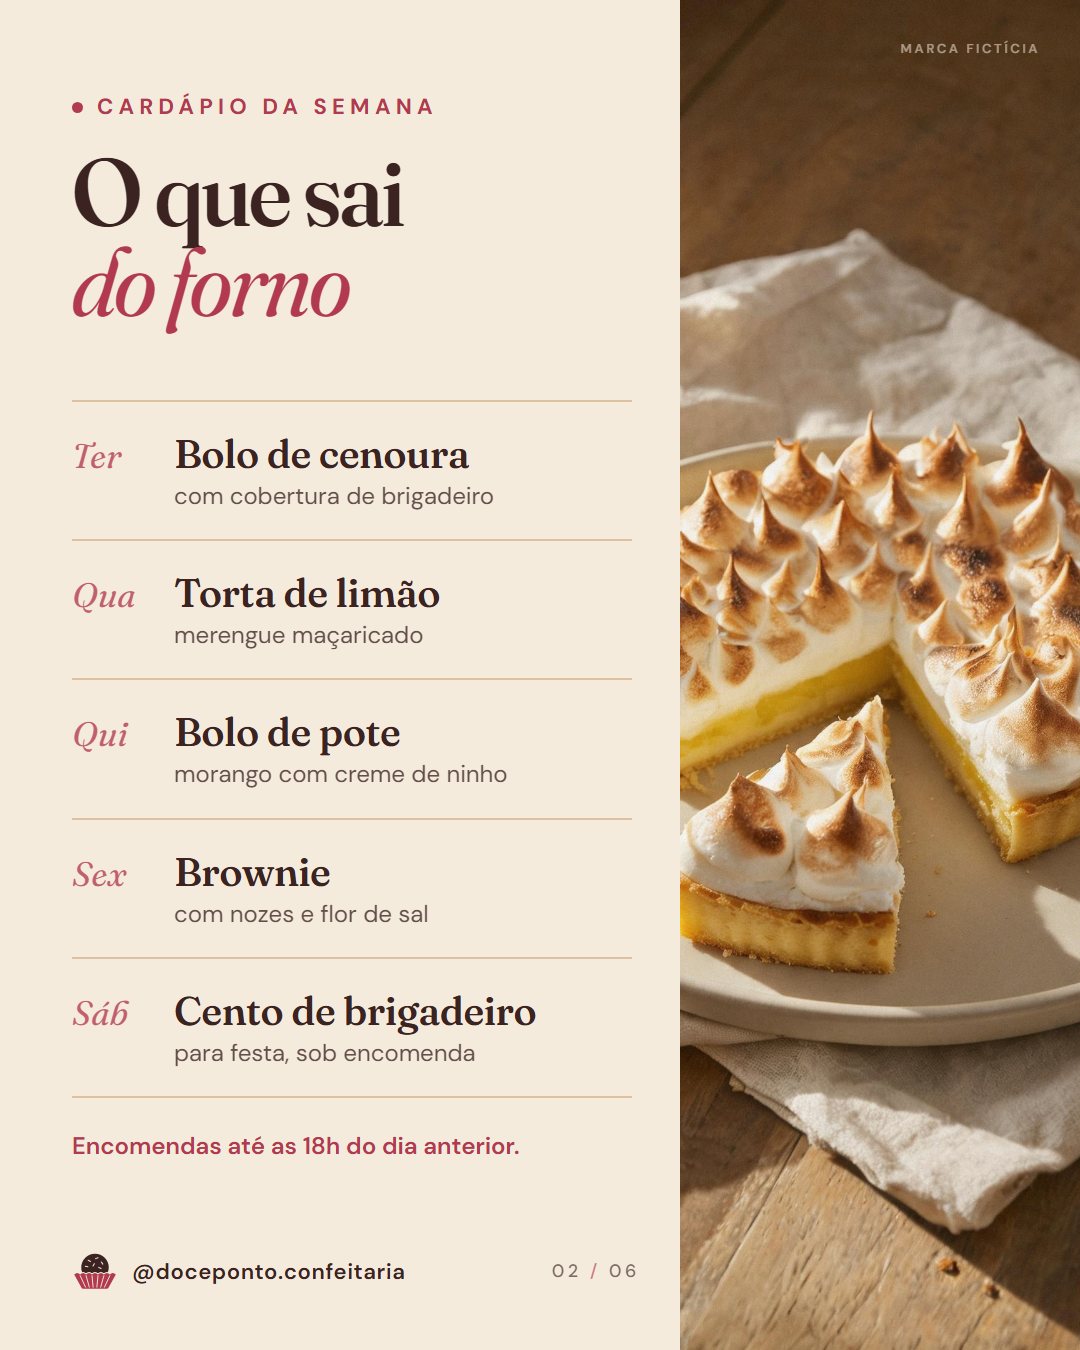 MARCA FICTÍCIA
CARDÁPIO DA SEMANA
O que sai
do forno
Ter
Bolo de cenoura
com cobertura de brigadeiro
Qua
Torta de limão
merengue maçaricado
Qui
Bolo de pote
morango com creme de ninho
Sex
Brownie
com nozes e flor de sal
Sáb
Cento de brigadeiro
para festa, sob encomenda
Encomendas até as 18h do dia anterior.
@doceponto.confeitaria
02 / 06